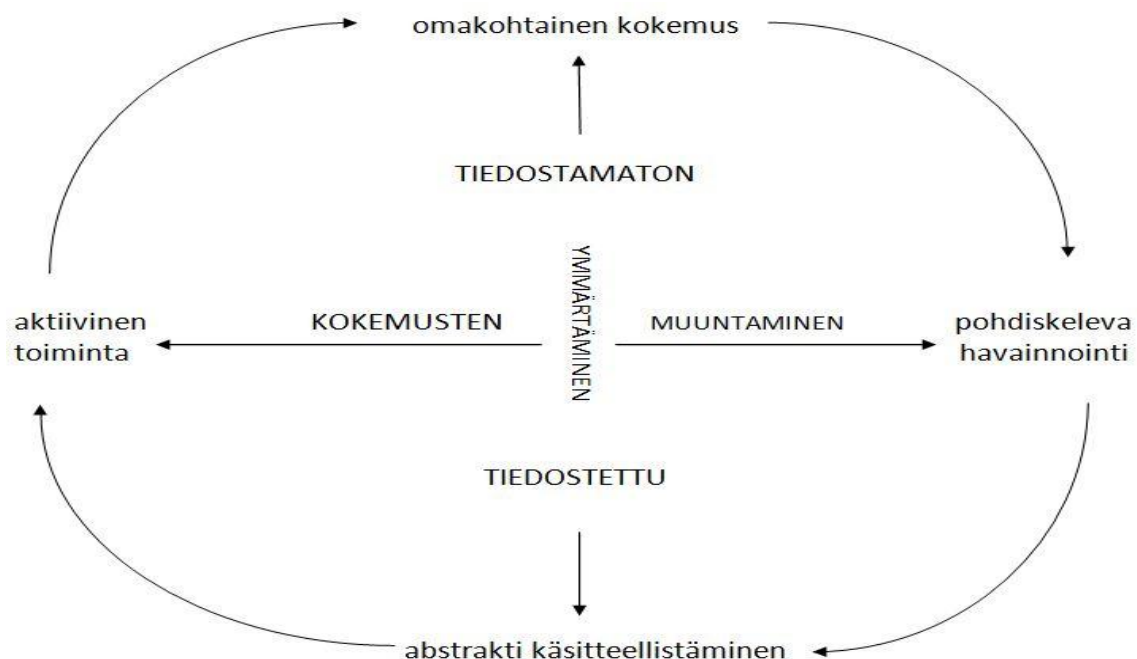 omakohtainen kokemus
TIEDOSTAMATON
YMMÄRTÄMINEN
aktiivinen
toiminta
KOKEMUSTEN
MUUNTAMINEN
pohdiskeleva
havainnointi
TIEDOSTETTU
abstrakti käsitteellistäminen